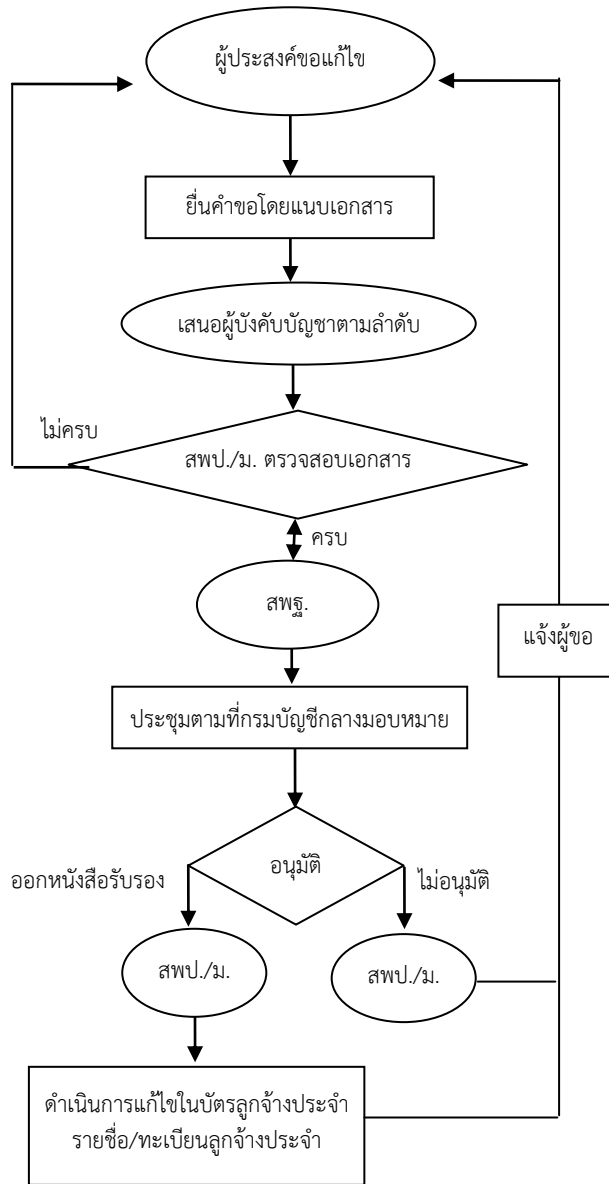 ผู้ประสงค์ขอแก้ไข
ยื่นคำขอโดยแนบเอกสาร
เสนอผู้บังคับบัญชาตามลำดับ
ไม่ครบ
สพป./ม. ตรวจสอบเอกสาร
ครบ
สพฐ.
แจ้งผู้ขอ
ประชุมตามที่กรมบัญชีกลางมอบหมาย
อนุมัติ
ออกหนังสือรับรอง
ไม่อนุมัติ
สพป./ม.
สพป./ม.
ดำเนินการแก้ไขในบัตรลูกจ้างประจำ
รายชื่อ/ทะเบียนลูกจ้างประจำ